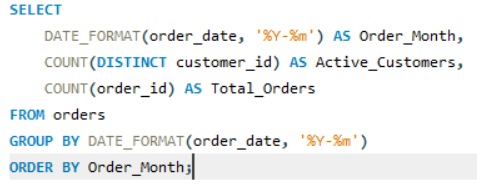 SELECT
    DATE_FORMAT(order_date, '%Y-%m') AS Order_Month,
    COUNT(DISTINCT customer_id) AS Active_Customers,
    COUNT(order_id) AS Total_Orders
FROM orders
GROUP BY DATE_FORMAT(order_date, '%Y-%m')
ORDER BY Order_Month;